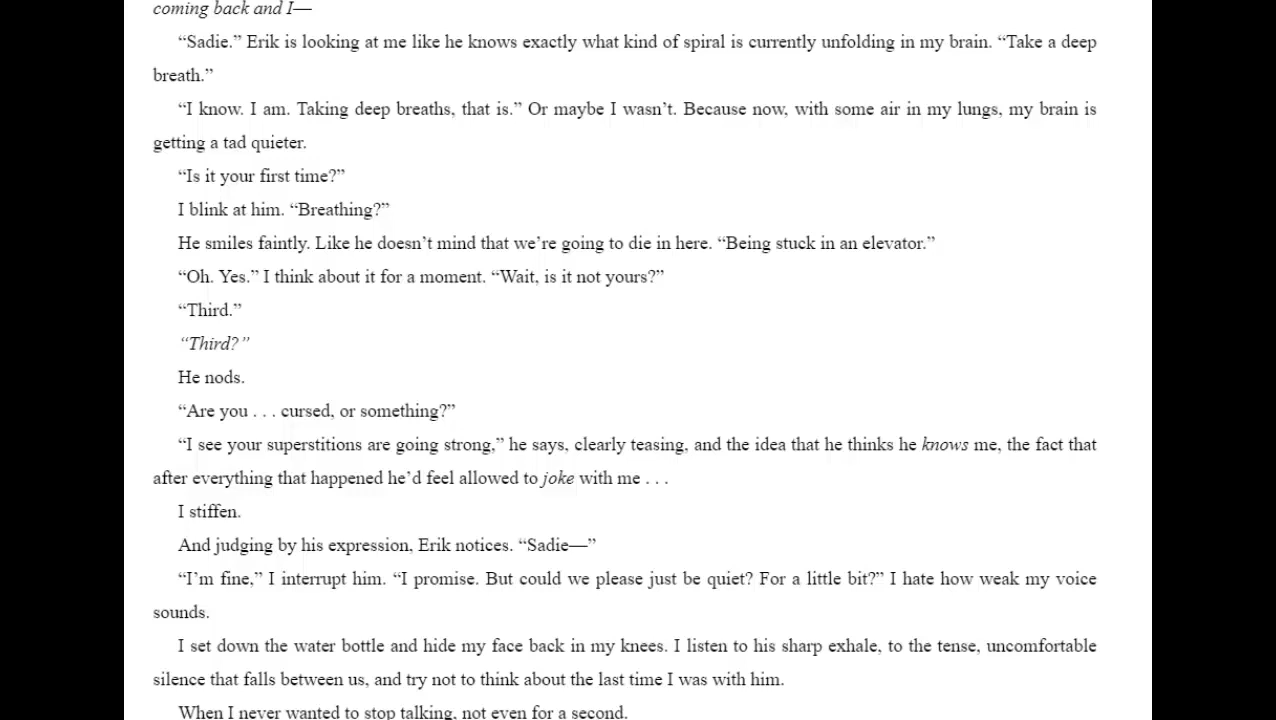 coming back and I—
“Sadie.” Erik is looking at me like he knows exactly what kind of spiral is currently unfolding in my brain. “Take a deep
breath.”
“I know. I am. Taking deep breaths, that is.” Or maybe I wasn’t. Because now, with some air in my lungs, my brain is
getting a tad quieter.
“Is it your first time?”
I blink at him. “Breathing?”
He smiles faintly. Like he doesn’t mind that we’re going to die in here. “Being stuck in an elevator.”
“Oh. Yes.” I think about it for a moment. “Wait, is it not yours?”
“Third.”
“Third?”
He nods.
“Are you . . . cursed, or something?”
“I see your superstitions are going strong,” he says, clearly teasing, and the idea that he thinks he knows me, the fact that
after everything that happened he’d feel allowed to joke with me . . .
I stiffen.
And judging by his expression, Erik notices. “Sadie—”
“I’m fine,” I interrupt him. “I promise. But could we please just be quiet? For a little bit?” I hate how weak my voice
sounds.
I set down the water bottle and hide my face back in my knees. I listen to his sharp exhale, to the tense, uncomfortable
silence that falls between us, and try not to think about the last time I was with him.
When I never wanted to stop talking, not even for a second.